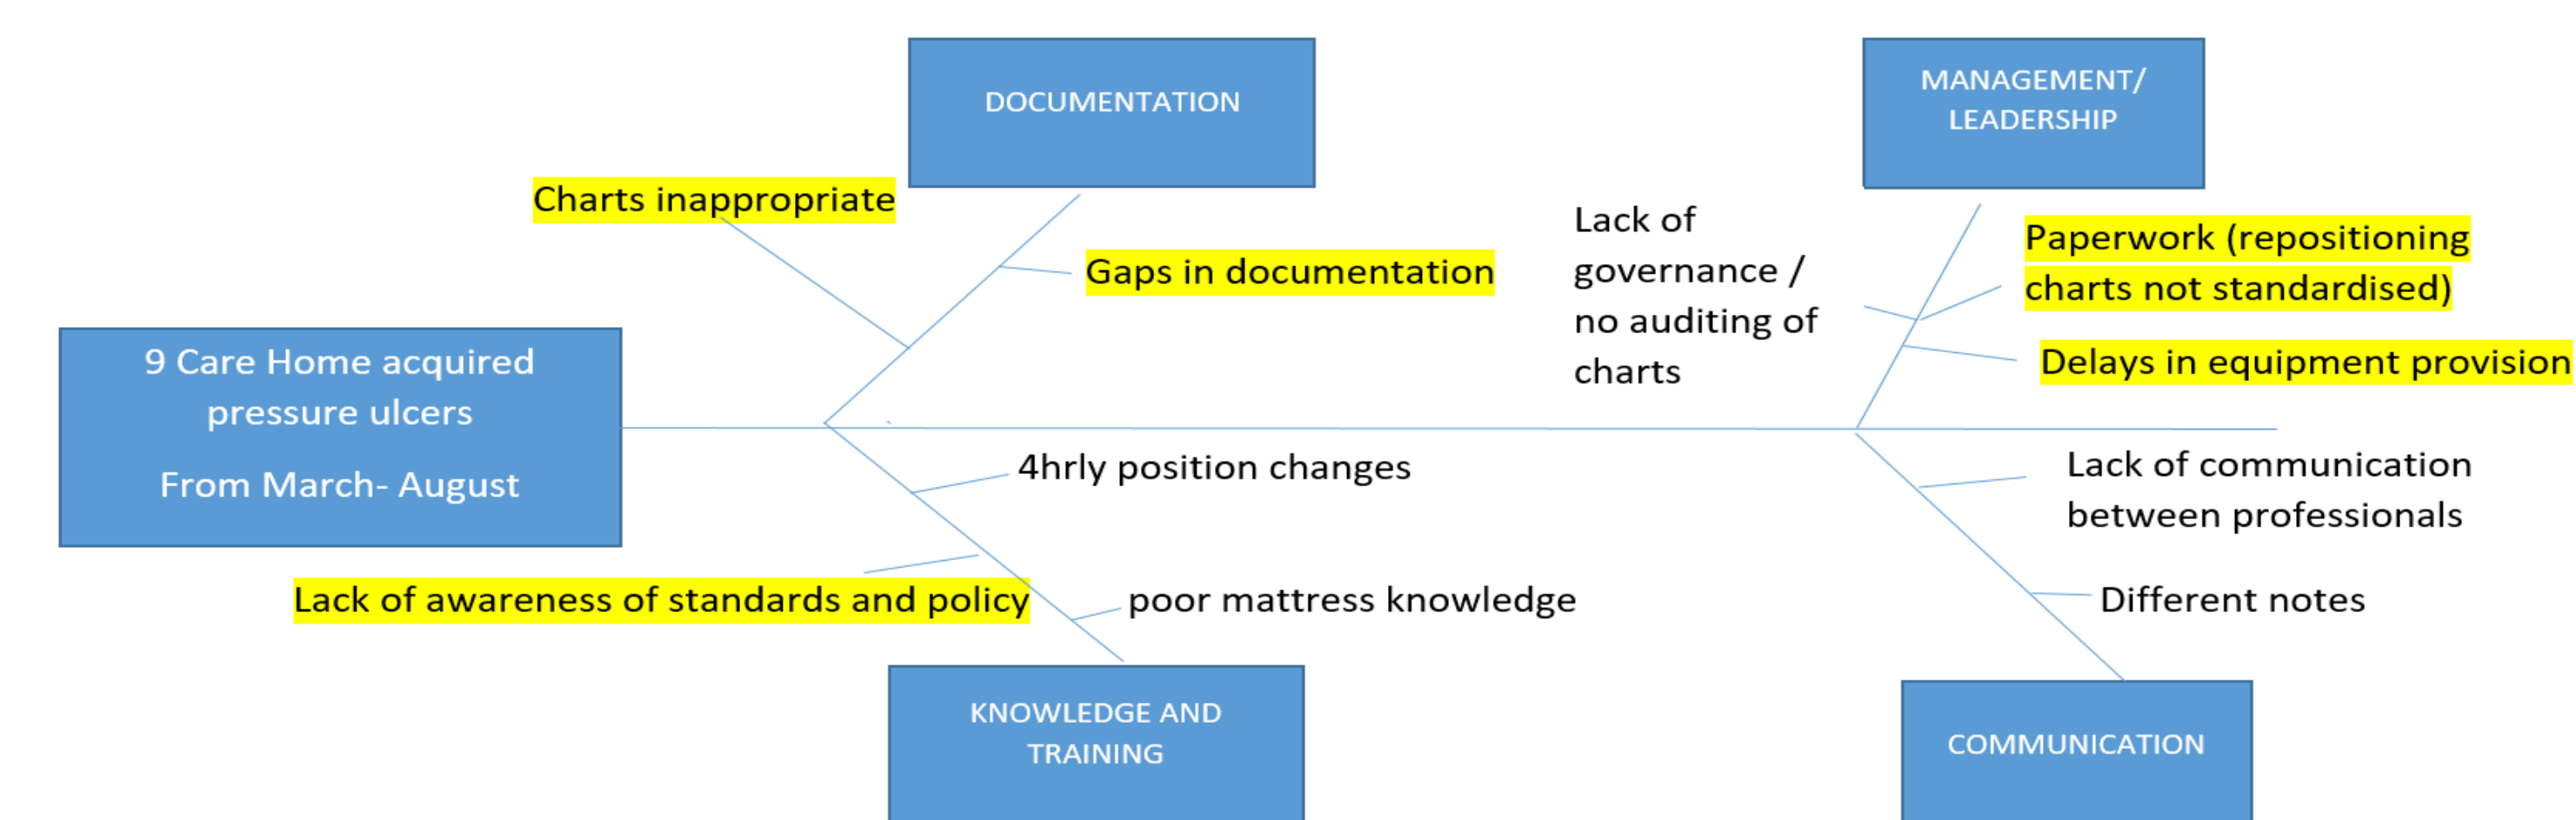 DOCUMENTATION
MANAGEMENT/
LEADERSHIP
Charts inappropriate
Gaps in documentation
Lack of
governance /
no auditing of
charts
Paperwork (repositioning
charts not standardised)
Delays in equipment provision
9 Care Home acquired
pressure ulcers
From March- August
4hrly position changes
Lack of awareness of standards and policy
poor mattress knowledge
Lack of communication
between professionals
Different notes
KNOWLEDGE AND
TRAINING
COMMUNICATION